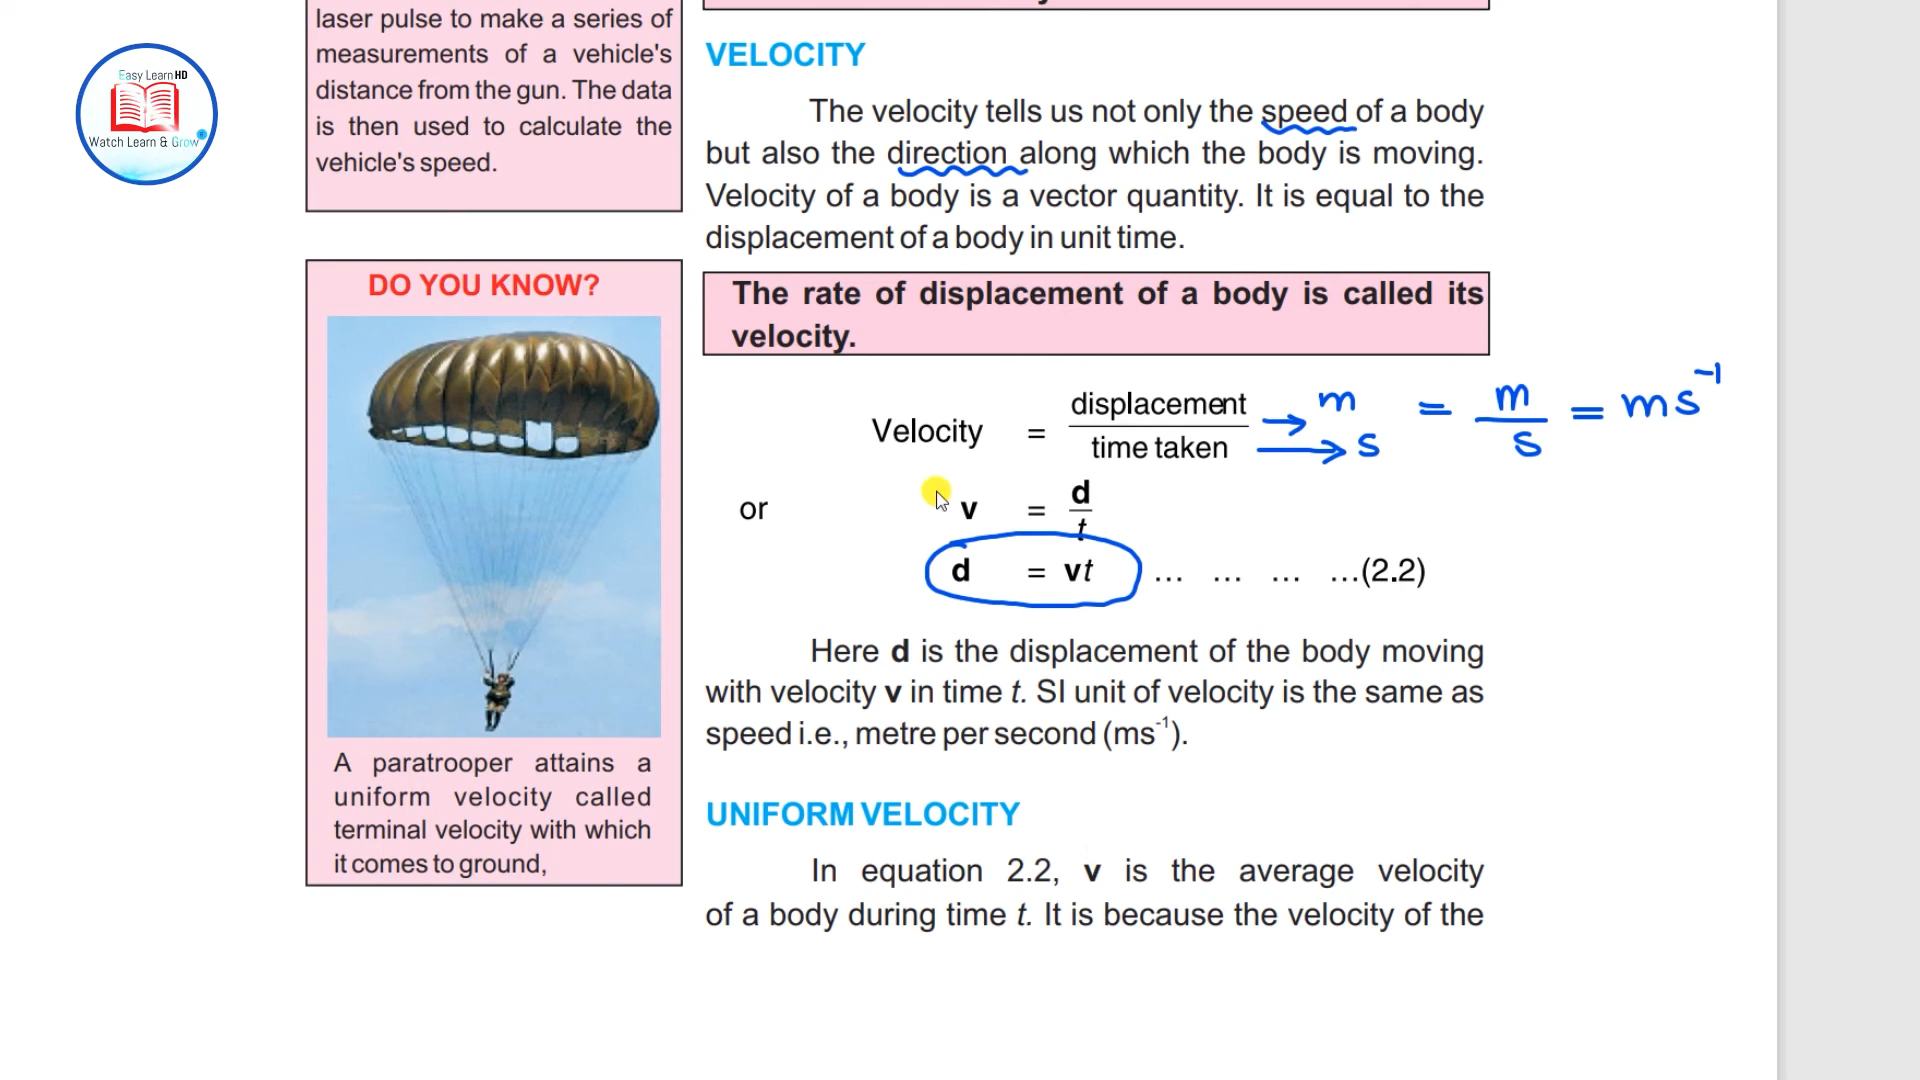 Easy Learn HD
Watch Learn & Grow
laser pulse to make a series of
measurements of a vehicle's
distance from the gun. The data
is then used to calculate the
vehicle's speed.
DO YOU KNOW?
A paratrooper attains a
uniform velocity called
terminal velocity with which
it comes to ground,
VELOCITY
The velocity tells us not only the speed of a body
but also the direction along which the body is moving.
Velocity of a body is a vector quantity. It is equal to the
displacement of a body in unit time.
The rate of displacement of a body is called its
velocity.
Velocity = displacement / time taken → m → s = m / s = ms⁻¹
or v = d / t
d = vt ... ... ... ...(2.2)
Here d is the displacement of the body moving
with velocity v in time t. SI unit of velocity is the same as
speed i.e., metre per second (ms⁻¹).
UNIFORM VELOCITY
In equation 2.2, v is the average velocity
of a body during time t. It is because the velocity of the